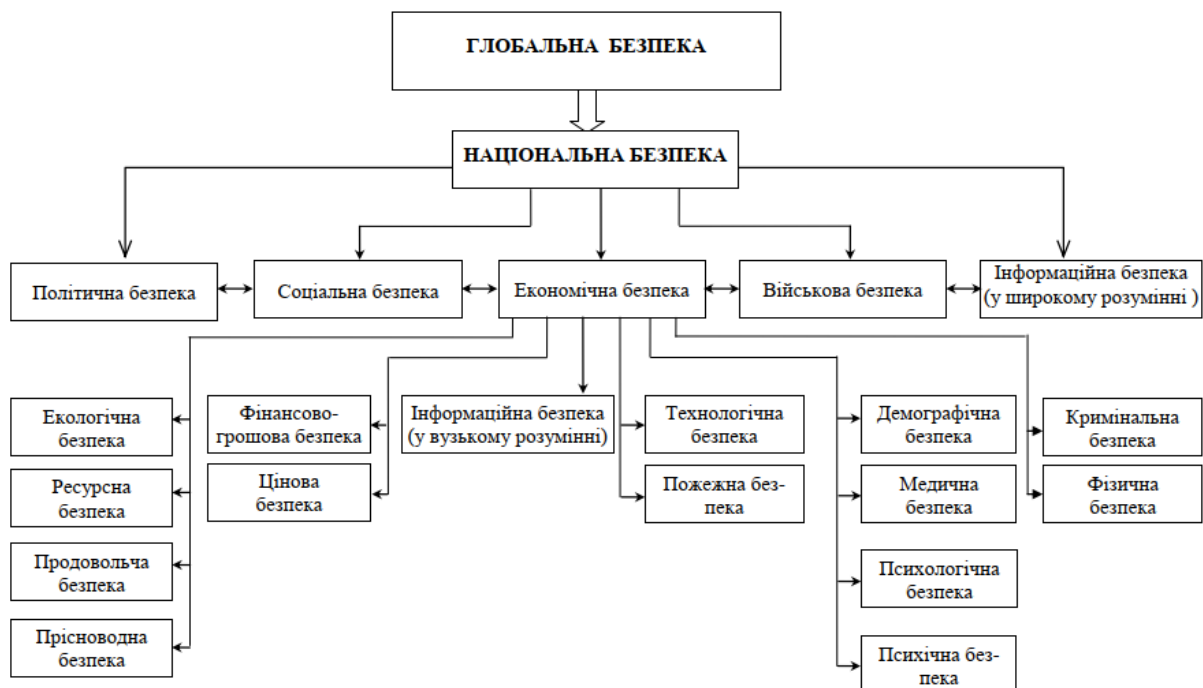 ГЛОБАЛЬНА БЕЗПЕКА
НАЦІОНАЛЬНА БЕЗПЕКА
Політична безпека
Соціальна безпека
Економічна безпека
Військова безпека
Інформаційна безпека
(у широкому розумінні )
Екологічна
безпека
Фінансово-
грошова безпека
Інформаційна безпека
(у вузькому розумінні)
Технологічна
безпека
Демографічна
безпека
Кримінальна
безпека
Ресурсна
безпека
Цінова
безпека
Пожежна без-
пека
Медична
безпека
Фізична
безпека
Продовольча
безпека
Психологічна
безпека
Прісноводна
безпека
Психічна без-
пека